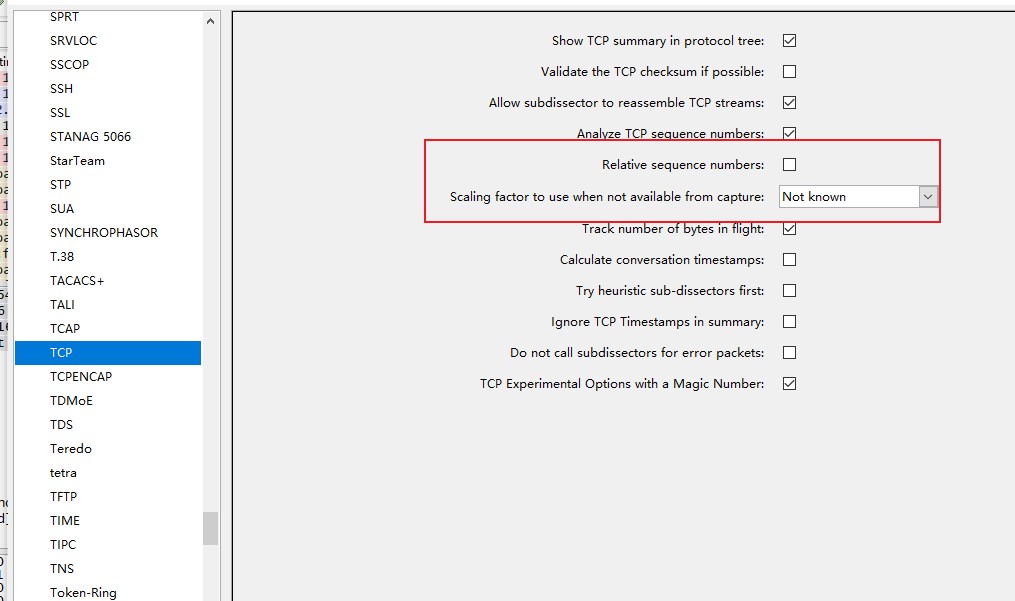 SPRT
SRVLOC
SSCOP
SSH
SSL
STANAG 5066
StarTeam
STP
SUA
SYNCHROPHASOR
T.38
TACACS+
TALI
TCAP
TCP
TCPENCAP
TDMoE
TDS
Teredo
tetra
TFTP
TIME
TIPC
TNS
Token-Ring
Show TCP summary in protocol tree:
Validate the TCP checksum if possible:
Allow subdissector to reassemble TCP streams:
Analyze TCP sequence numbers:
Relative sequence numbers:
Scaling factor to use when not available from capture: Not known
Track number of bytes in flight:
Calculate conversation timestamps:
Try heuristic sub-dissectors first:
Ignore TCP Timestamps in summary:
Do not call subdissectors for error packets:
TCP Experimental Options with a Magic Number: